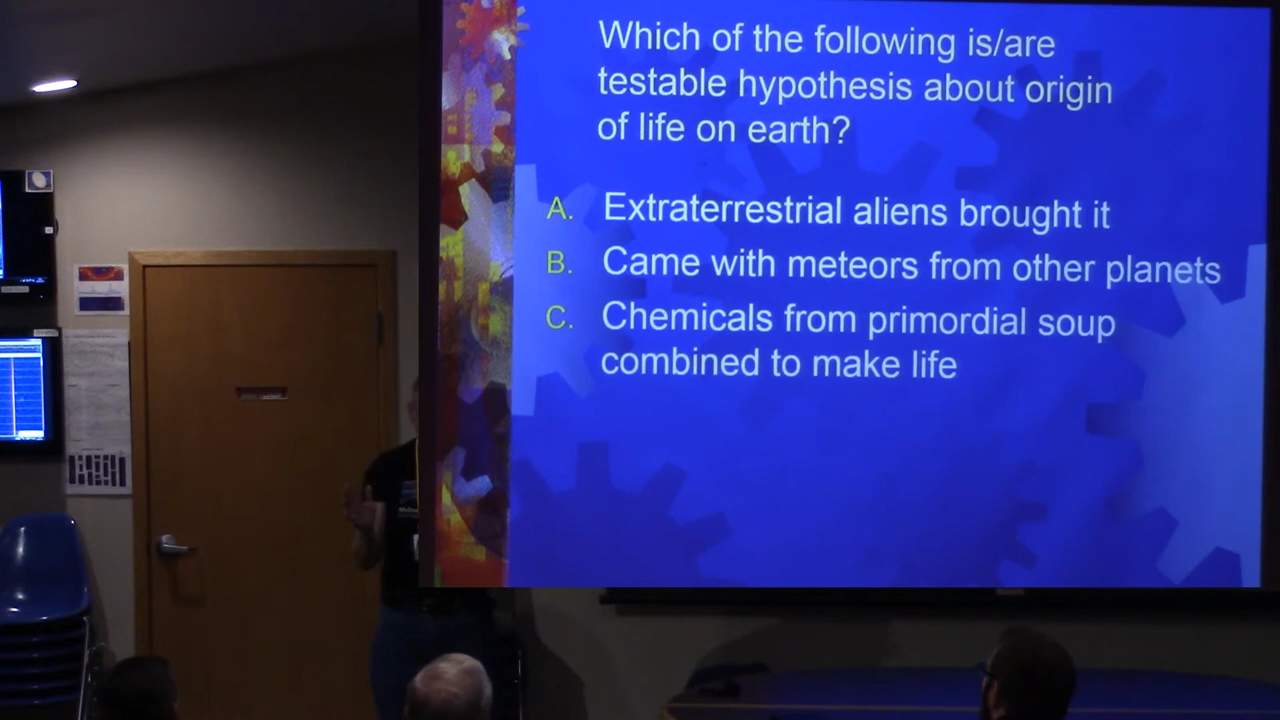 Which of the following is/are
testable hypothesis about origin
of life on earth?
A. Extraterrestrial aliens brought it
B. Came with meteors from other planets
C. Chemicals from primordial soup
combined to make life